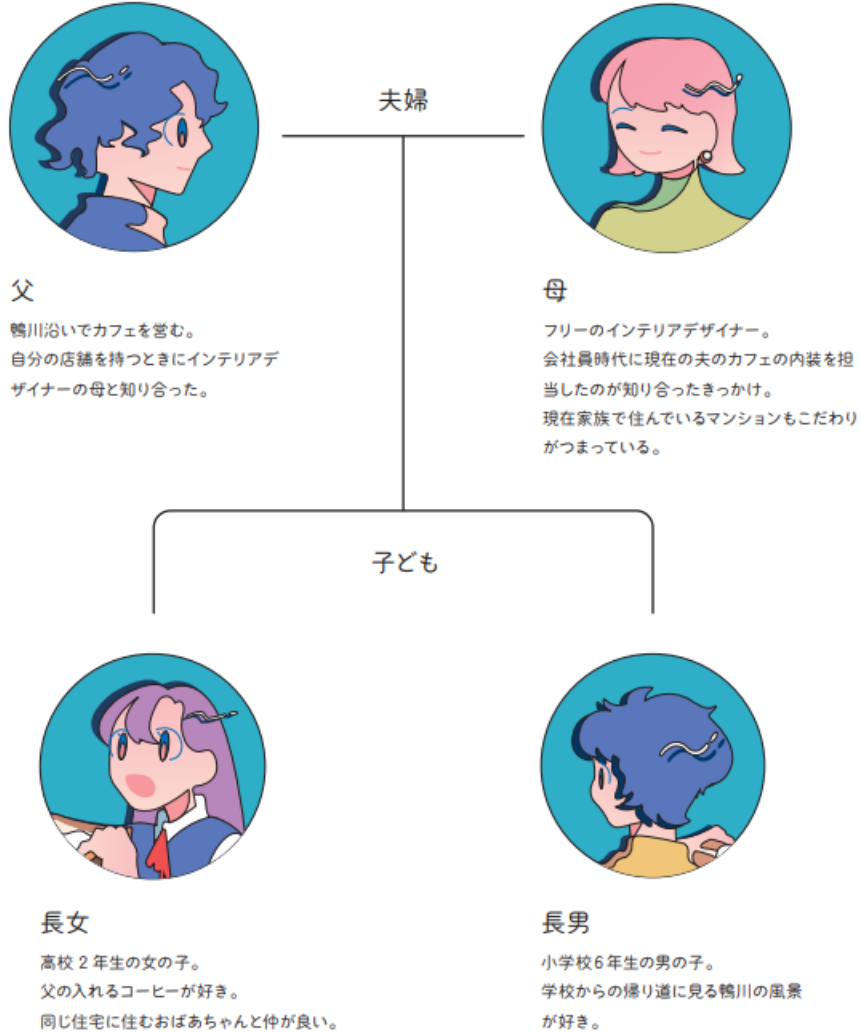 夫婦
父
鴨川沿いでカフェを営む。
自分の店舗を持つときにインテリアデ
ザイナーの母と知り合った。
母
フリーのインテリアデザイナー。
会社員時代に現在の夫のカフェの内装を担
当したのが知り合ったきっかけ。
現在家族で住んでいるマンションもこだわり
がつまっている。
子ども
長女
高校2年生の女の子。
父の入れるコーヒーが好き。
同じ住宅に住むおばあちゃんと仲が良い。
長男
小学校6年生の男の子。
学校からの帰り道に見る鴨川の風景
が好き。